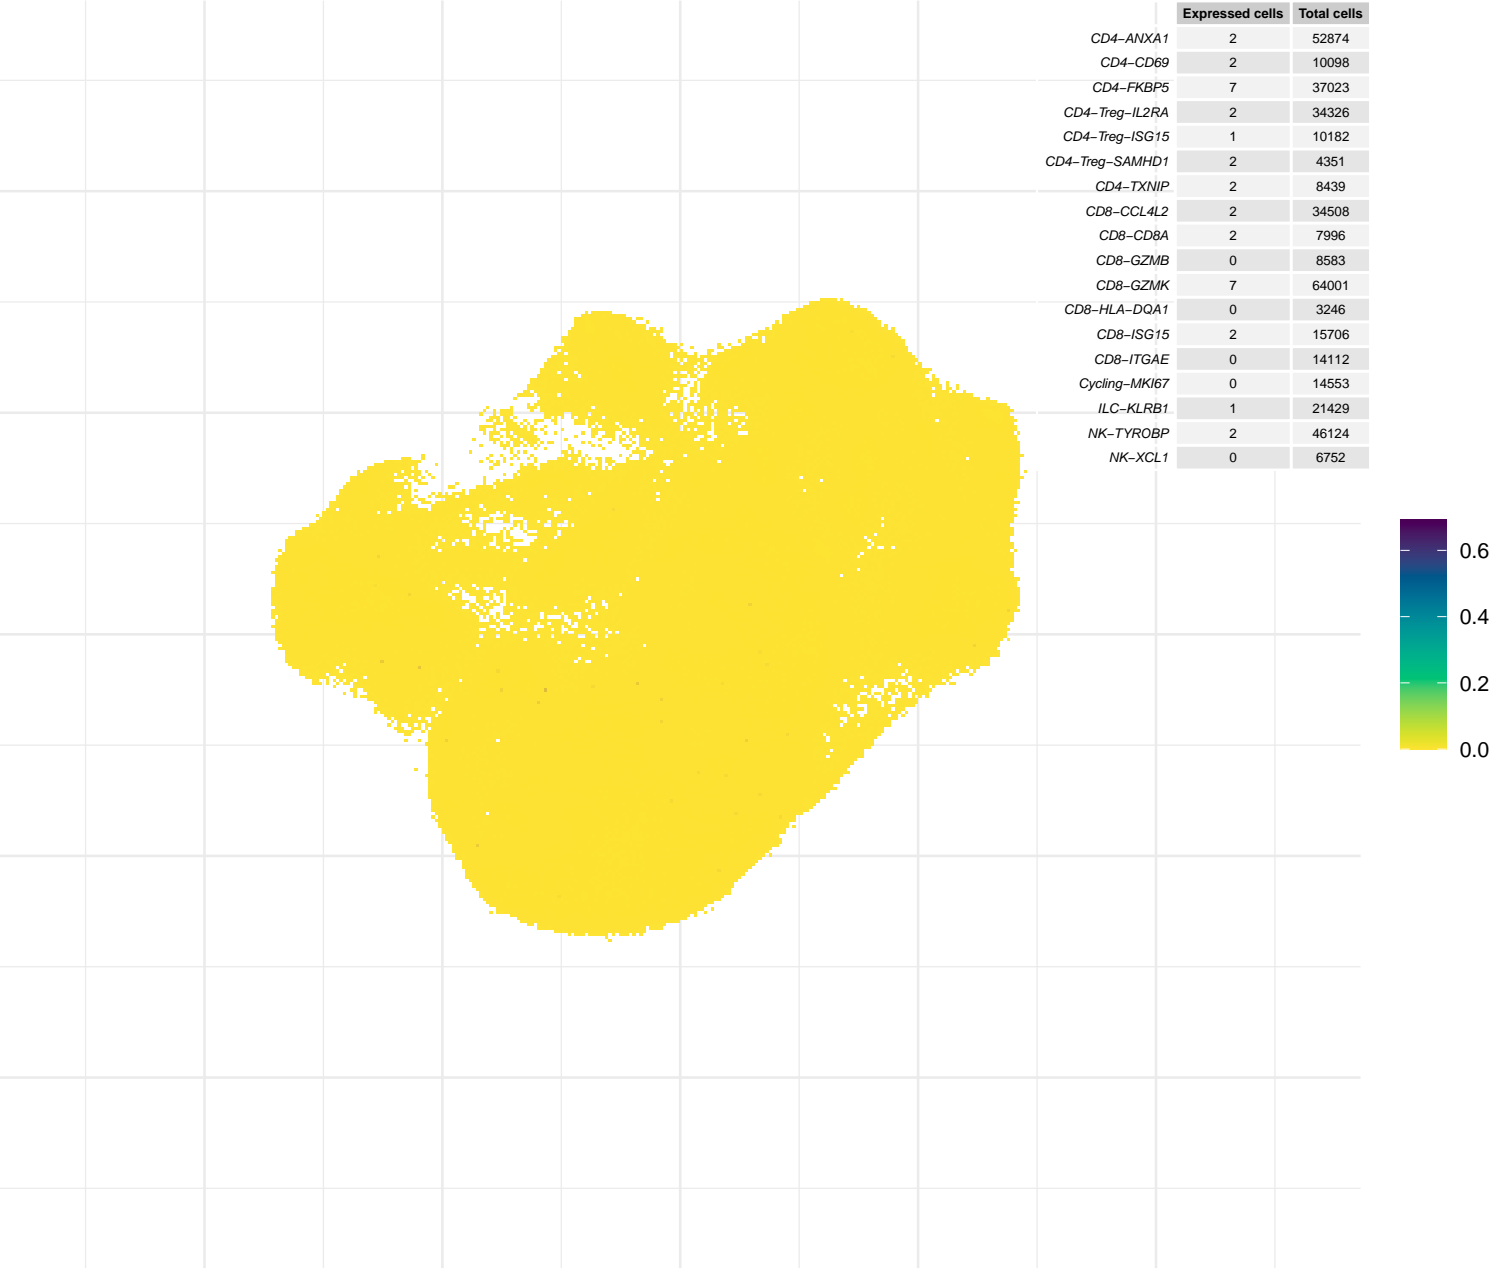 Expressed cells Total cells
CD4−ANXA1 2 52874
CD4−CD69 2 10098
CD4−FKBP5 7 37023
CD4−Treg−IL2RA 2 34326
CD4−Treg−ISG15 1 10182
CD4−Treg−SAMHD1 2 4351
CD4−TXNIP 2 8439
CD8−CCL4L2 2 34508
CD8−CD8A 2 7996
CD8−GZMB 0 8583
CD8−GZMK 7 64001
CD8−HLA−DQA1 0 3246
CD8−ISG15 2 15706
CD8−ITGAE 0 14112
Cycling−MKI67 0 14553
ILC−KLRB1 1 21429
NK−TYROBP 2 46124
NK−XCL1 0 6752
0.6
0.4
0.2
0.0